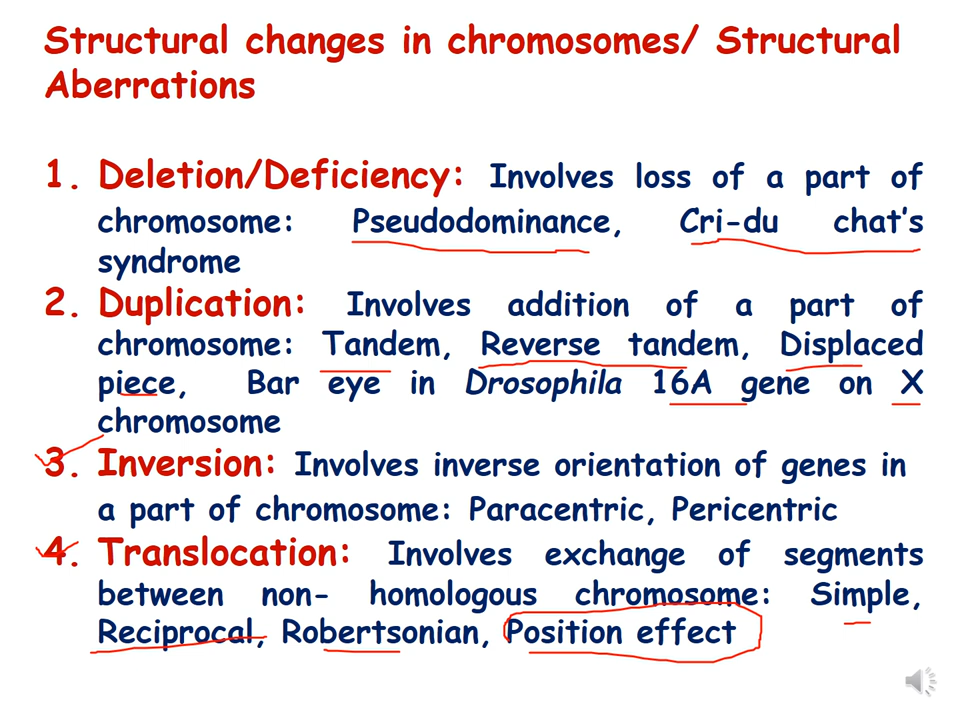 Structural changes in chromosomes/ Structural
Aberrations
1. Deletion/Deficiency: Involves loss of a part of
chromosome: Pseudodominance, Cri-du chat's
syndrome
2. Duplication: Involves addition of a part of
chromosome: Tandem, Reverse tandem, Displaced
piece, Bar eye in Drosophila 16A gene on X
chromosome
3. Inversion: Involves inverse orientation of genes in
a part of chromosome: Paracentric, Pericentric
4. Translocation: Involves exchange of segments
between non- homologous chromosome: Simple,
Reciprocal, Robertsonian, Position effect